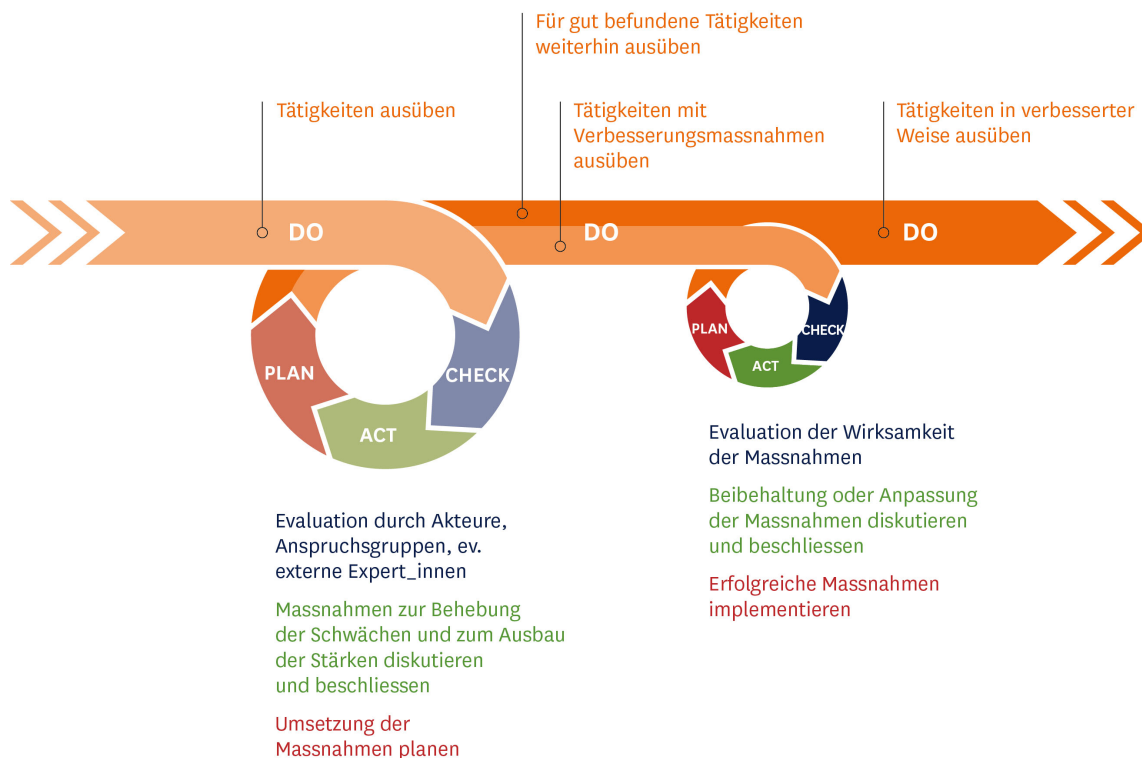 Für gut befundene Tätigkeiten
weiterhin ausüben
Tätigkeiten ausüben
Tätigkeiten mit
Verbesserungsmassnahmen
ausüben
Tätigkeiten in verbesserter
Weise ausüben
DO
DO
DO
PLAN
CHECK
ACT
PLAN
CHECK
ACT
Evaluation durch Akteure,
Anspruchsgruppen, ev.
externe Expert_innen
Massnahmen zur Behebung
der Schwächen und zum Ausbau
der Stärken diskutieren
und beschliessen
Umsetzung der
Massnahmen planen
Evaluation der Wirksamkeit
der Massnahmen
Beibehaltung oder Anpassung
der Massnahmen diskutieren
und beschliessen
Erfolgreiche Massnahmen
implementieren